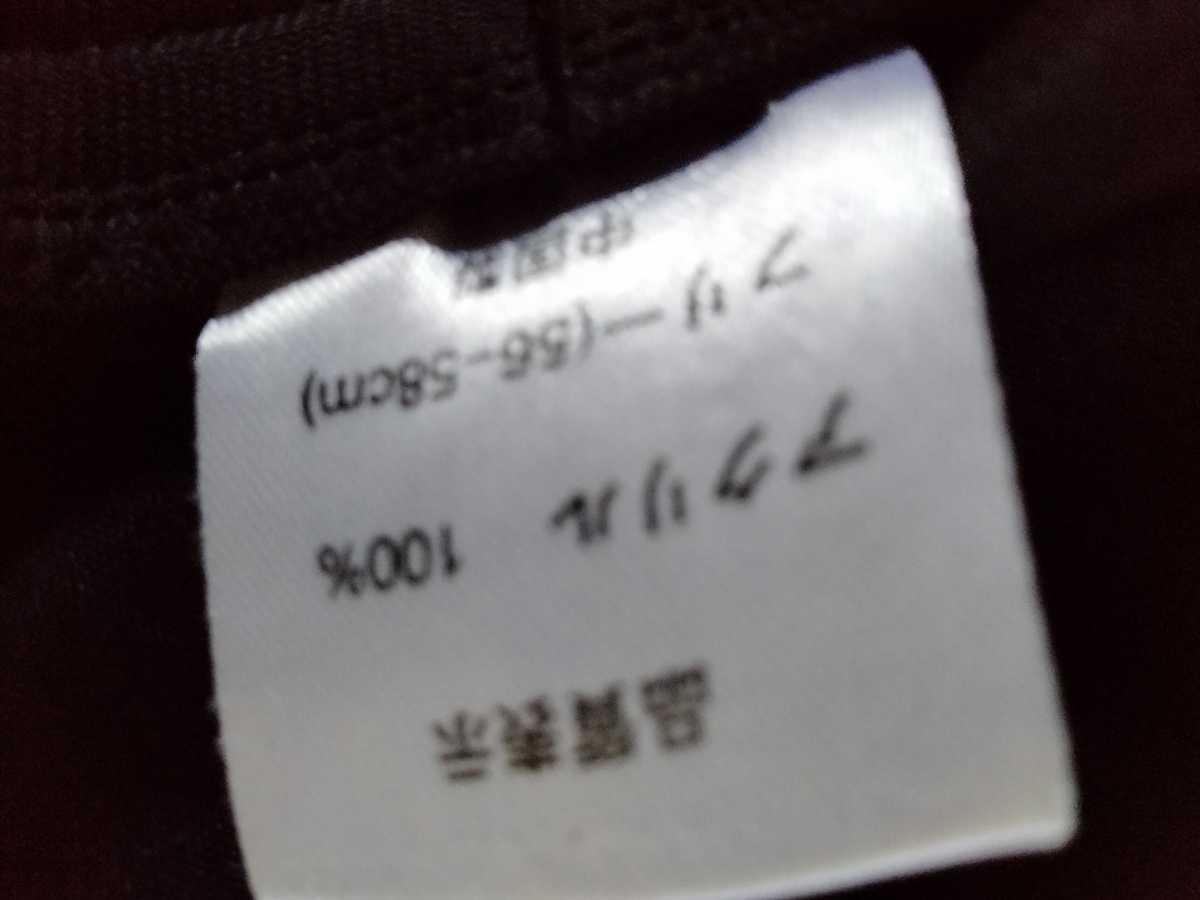 品質表示
アクリル 100%
フリー(56-58cm)
中国製